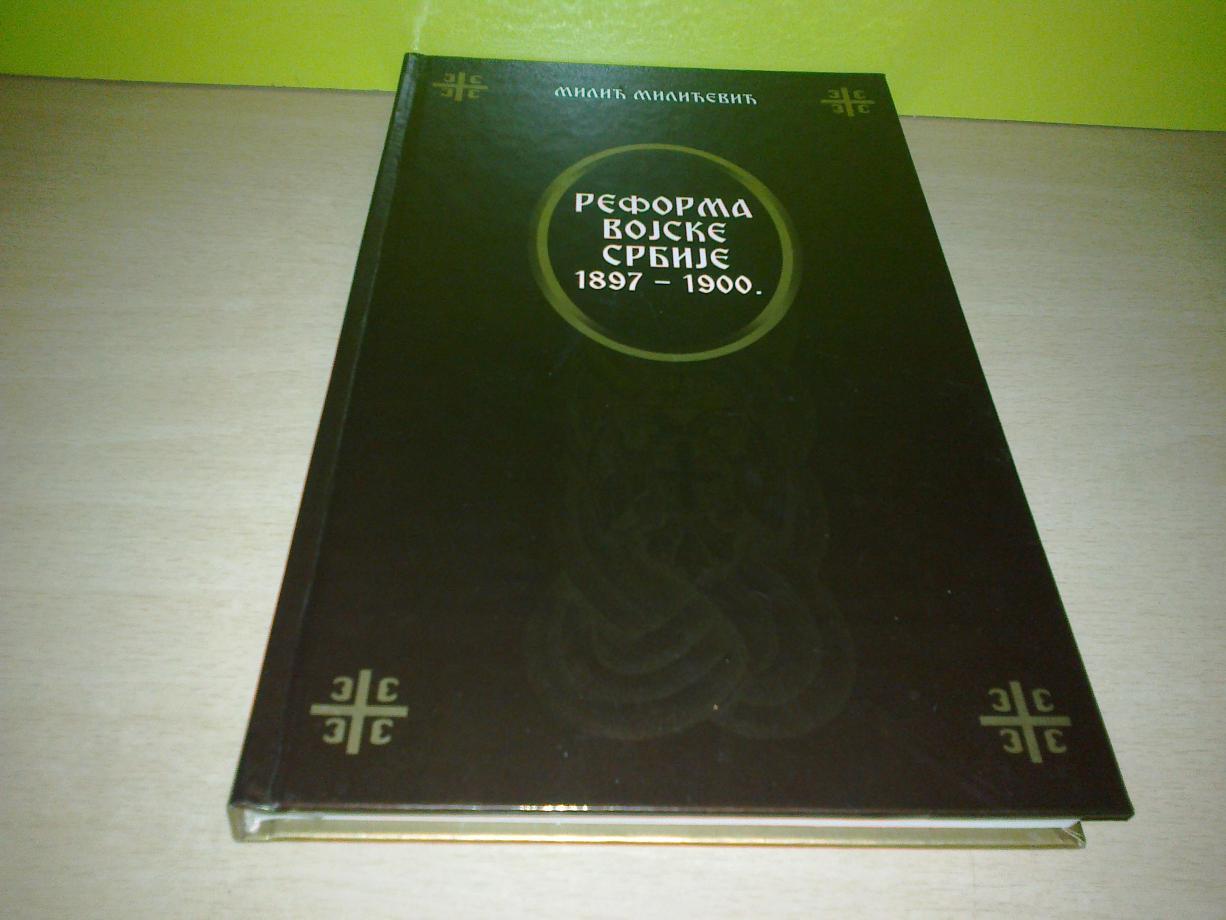 Милић Милићевић
Реформа
војске
Србије
1897 – 1900.